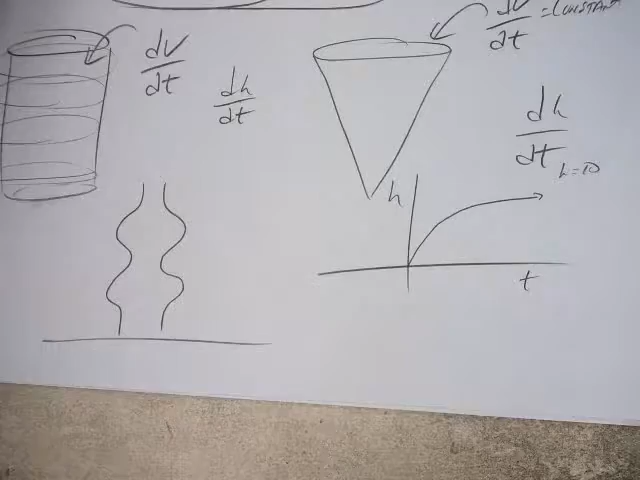 dV/dt
dh/dt
dV/dt = CONSTANT
dh/dt h=10
h
t